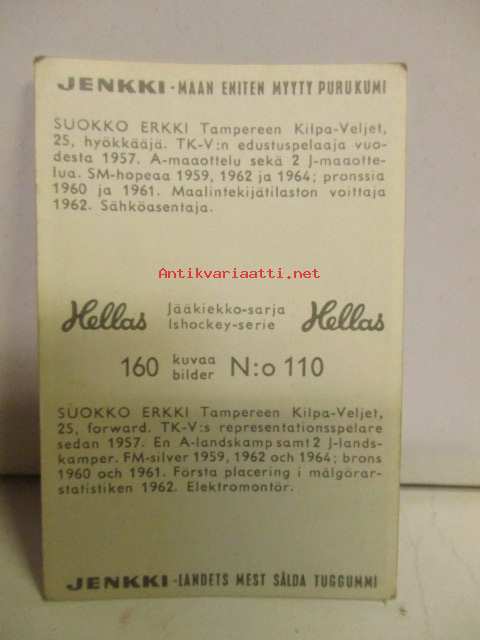 JENKKI - MAAN ENITEN MYYTY PURUKUMI
SUOKKO ERKKI Tampereen Kilpa-Veljet,
25, hyökkääjä. TK-V:n edustuspelaaja vuo-
desta 1957. A-maaottelu sekä 2 J-maaotte-
lua. SM-hopeaa 1959, 1962 ja 1964; pronssia
1960 ja 1961. Maalintekijätilaston voittaja
1962. Sähköasentaja.
Antikvariaatti.net
Hellas Jääkiekko-sarja Hellas
Ishockey-serie
160 kuvaa N:o 110
bilder
SUOKKO ERKKI Tampereen Kilpa-Veljet,
25, forward. TK-V:s representationsspelare
sedan 1957. En A-landskamp samt 2 J-lands-
kamper. FM-silver 1959, 1962 och 1964; brons
1960 och 1961. Första placering i målgörar-
statistiken 1962. Elektromontör.
JENKKI - LANDETS MEST SÅLDA TUGGUMMI